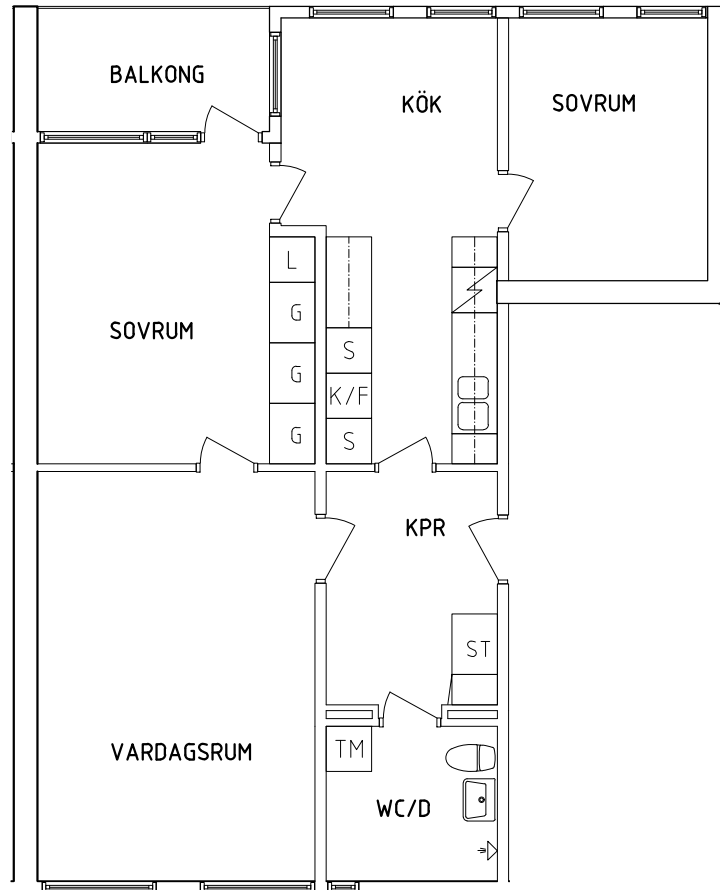 BALKONG
KÖK
SOVRUM
L
G
SOVRUM
S
G
K/F
G
S
KPR
ST
VARDAGSRUM
TM
WC/D